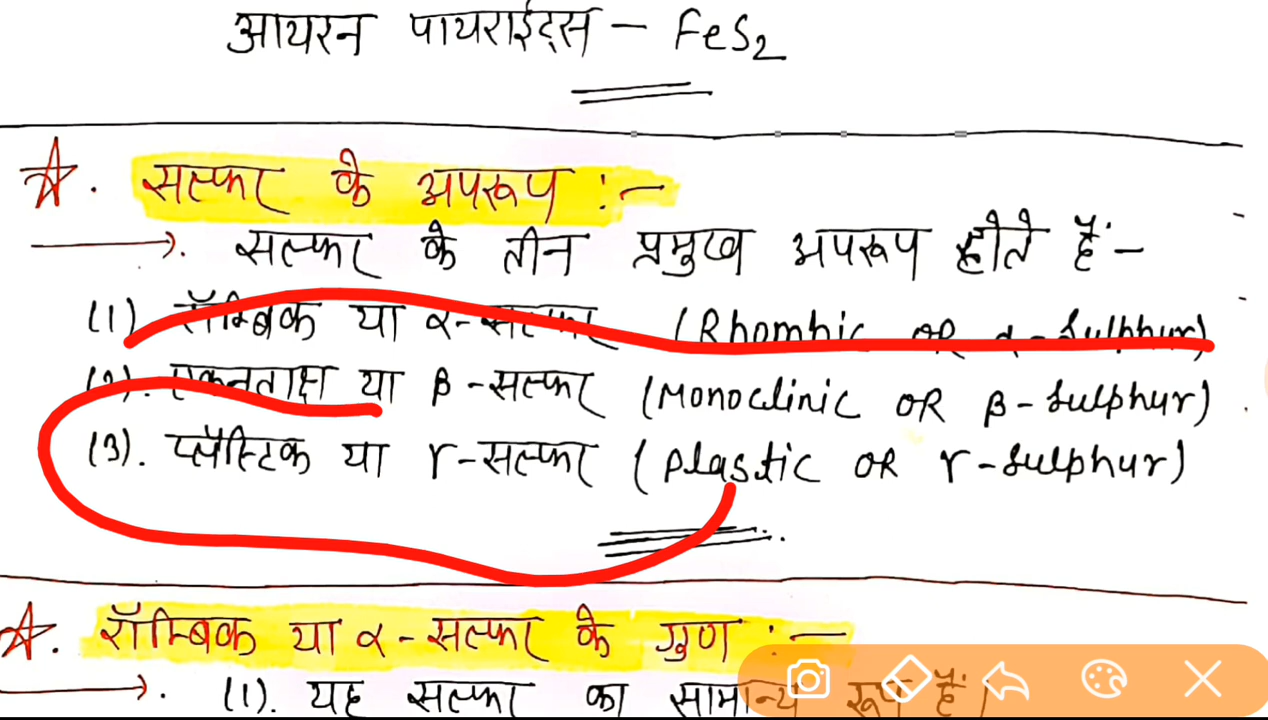 आयरन पायराईट्स - FeS2
सल्फर के अपरूप :-
सल्फर के तीन प्रमुख अपरूप होते हैं -
(1). रॉम्बिक या α-सल्फर (Rhombic OR α-Sulphur)
(2). एकनताक्ष या β-सल्फर (Monoclinic OR β-Sulphur)
(3). प्लास्टिक या γ-सल्फर (plastic OR γ-Sulphur)
रॉम्बिक या α-सल्फर के गुण :-
(1). यह सल्फर का सामान्य रूप है।